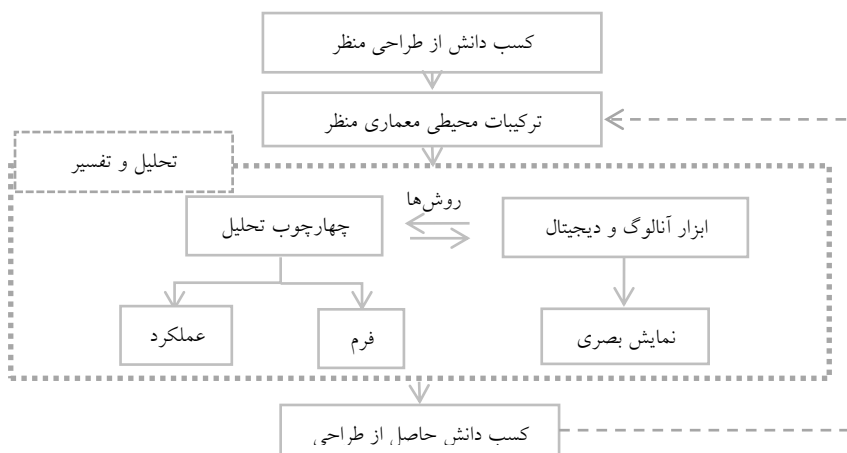 کسب دانش از طراحی منظر
ترکیبات محیطی معماری منظر
تحلیل و تفسیر
روش‌ها
ابزار آنالوگ و دیجیتال
چهارچوب تحلیل
نمایش بصری
فرم
عملکرد
کسب دانش حاصل از طراحی